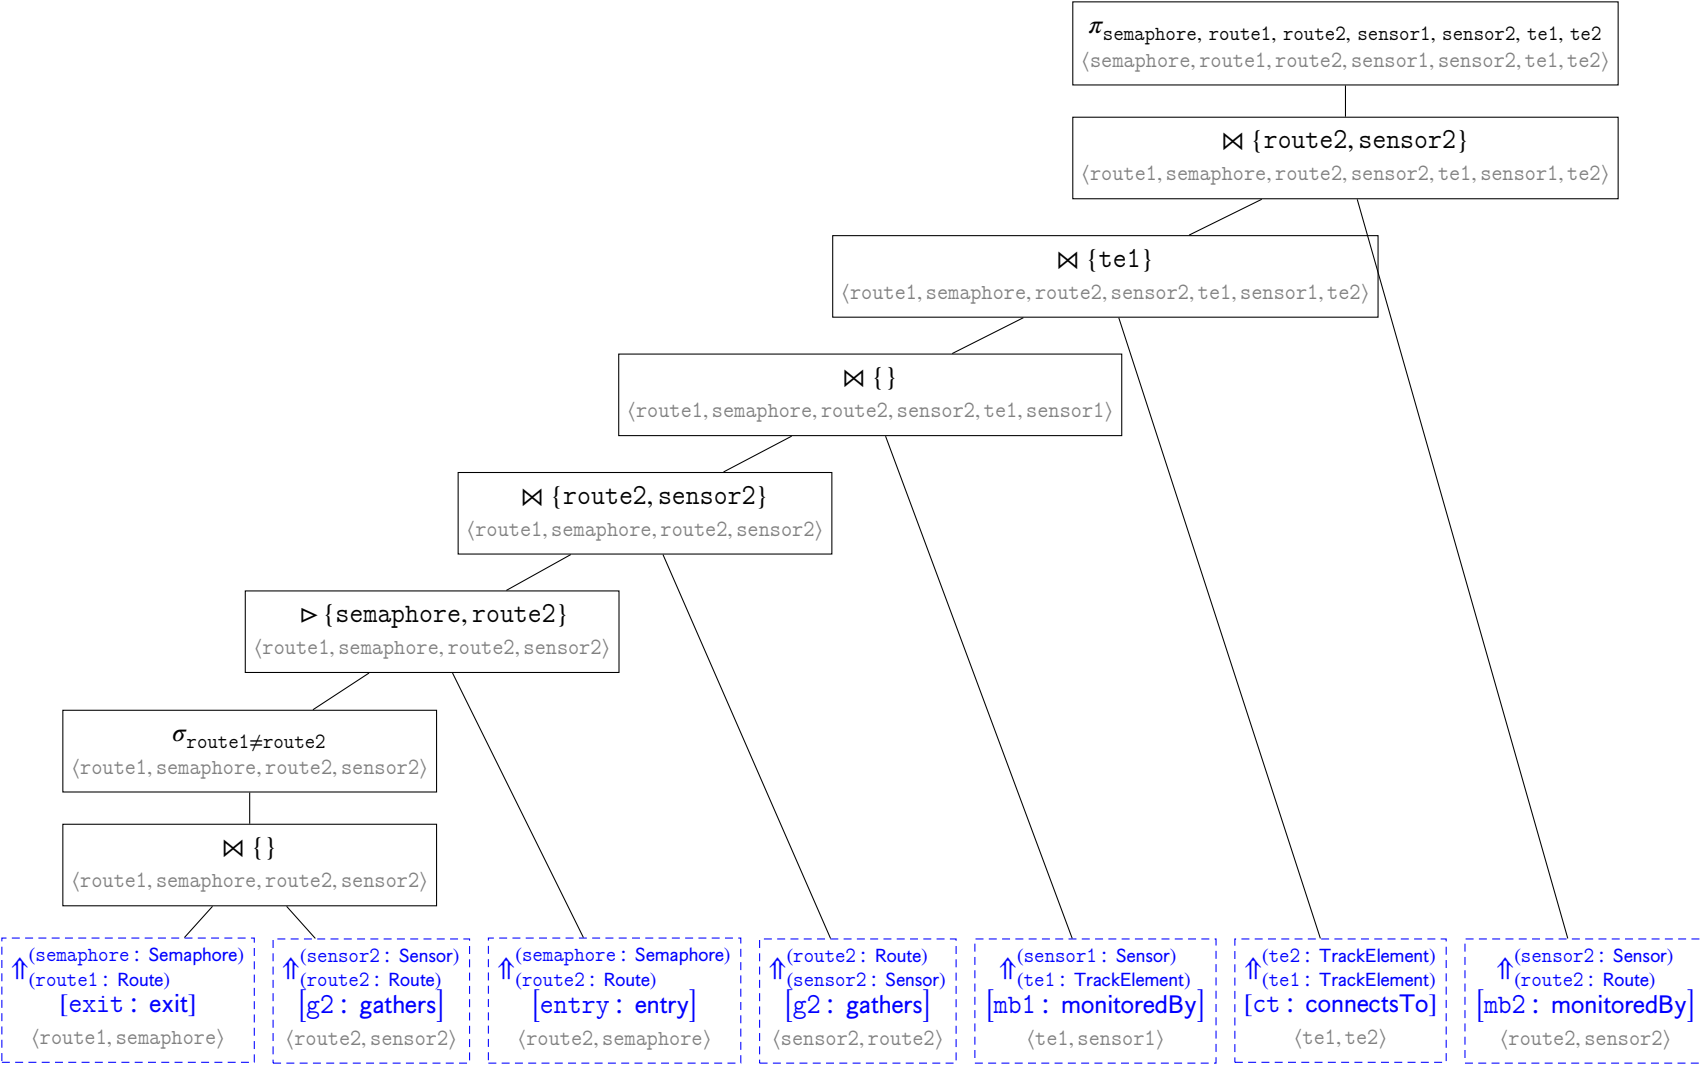 π semaphore, route1, route2, sensor1, sensor2, te1, te2
⟨semaphore, route1, route2, sensor1, sensor2, te1, te2⟩
⋈ {route2, sensor2}
⟨route1, semaphore, route2, sensor2, te1, sensor1, te2⟩
⋈ {te1}
⟨route1, semaphore, route2, sensor2, te1, sensor1, te2⟩
⋈ {}
⟨route1, semaphore, route2, sensor2, te1, sensor1⟩
⋈ {route2, sensor2}
⟨route1, semaphore, route2, sensor2⟩
▷ {semaphore, route2}
⟨route1, semaphore, route2, sensor2⟩
σ route1≠route2
⟨route1, semaphore, route2, sensor2⟩
⋈ {}
⟨route1, semaphore, route2, sensor2⟩
⇑ (semaphore : Semaphore)
(route1 : Route)
[exit : exit]
⟨route1, semaphore⟩
⇑ (sensor2 : Sensor)
(route2 : Route)
[g2 : gathers]
⟨route2, sensor2⟩
⇑ (semaphore : Semaphore)
(route2 : Route)
[entry : entry]
⟨route2, semaphore⟩
⇑ (route2 : Route)
(sensor2 : Sensor)
[g2 : gathers]
⟨sensor2, route2⟩
⇑ (sensor1 : Sensor)
(te1 : TrackElement)
[mb1 : monitoredBy]
⟨te1, sensor1⟩
⇑ (te2 : TrackElement)
(te1 : TrackElement)
[ct : connectsTo]
⟨te1, te2⟩
⇑ (sensor2 : Sensor)
(route2 : Route)
[mb2 : monitoredBy]
⟨route2, sensor2⟩